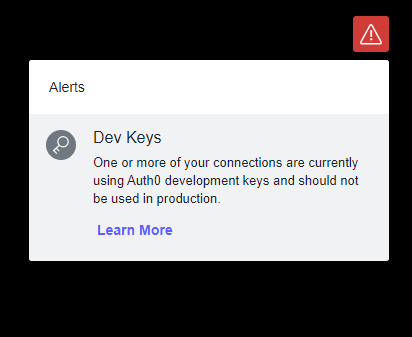 Alerts
Dev Keys
One or more of your connections are currently
using Auth0 development keys and should not
be used in production.
Learn More